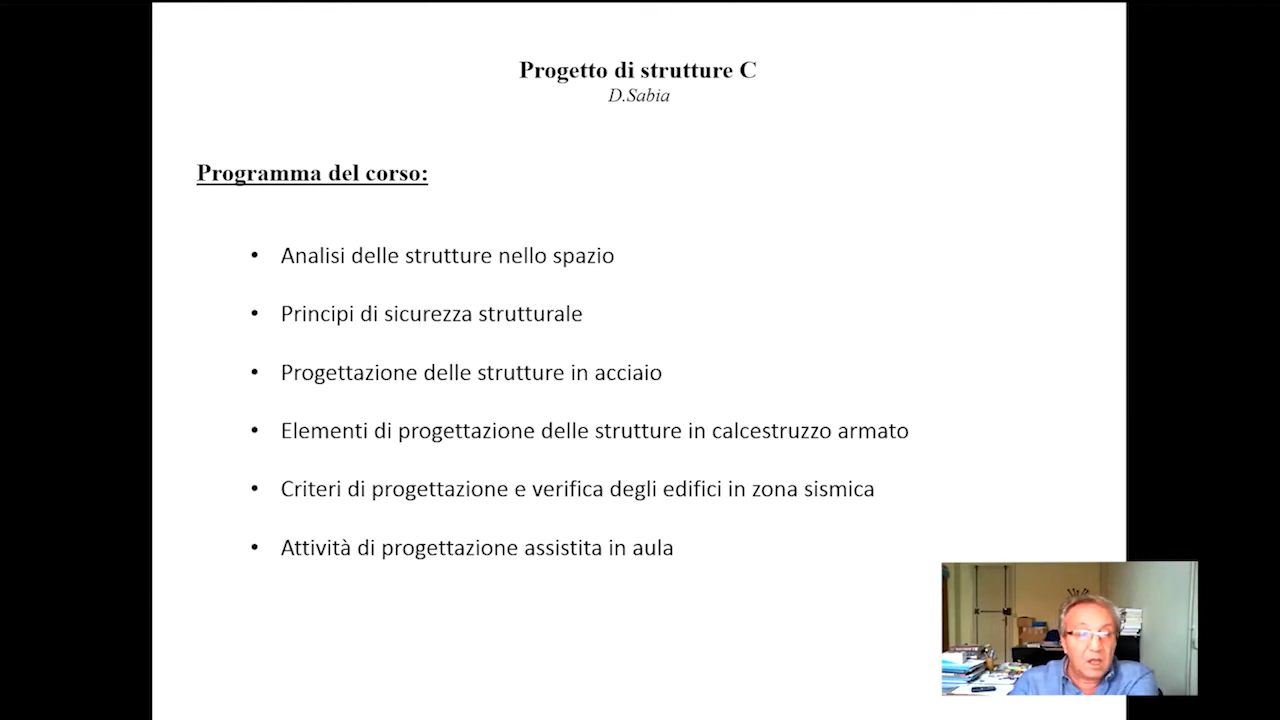 Progetto di strutture C
D.Sabia
Programma del corso:
• Analisi delle strutture nello spazio
• Principi di sicurezza strutturale
• Progettazione delle strutture in acciaio
• Elementi di progettazione delle strutture in calcestruzzo armato
• Criteri di progettazione e verifica degli edifici in zona sismica
• Attività di progettazione assistita in aula